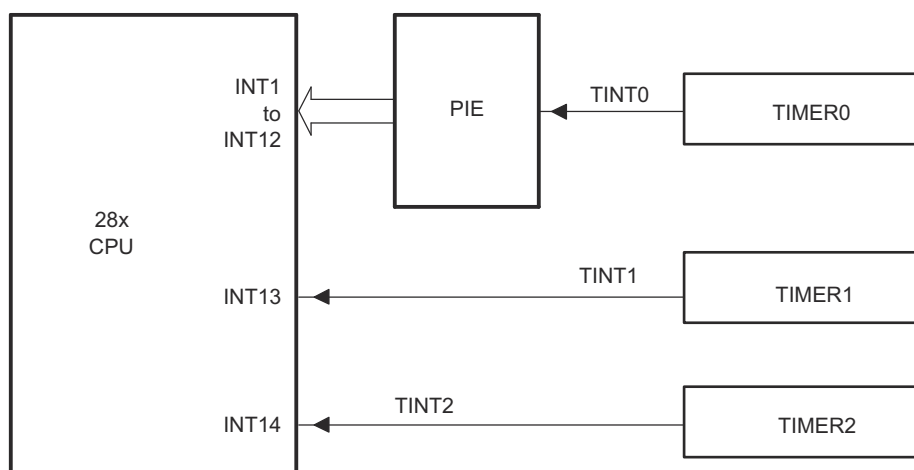 INT1
to
INT12
PIE
TINT0
TIMER0
28x
CPU
INT13
TINT1
TIMER1
INT14
TINT2
TIMER2